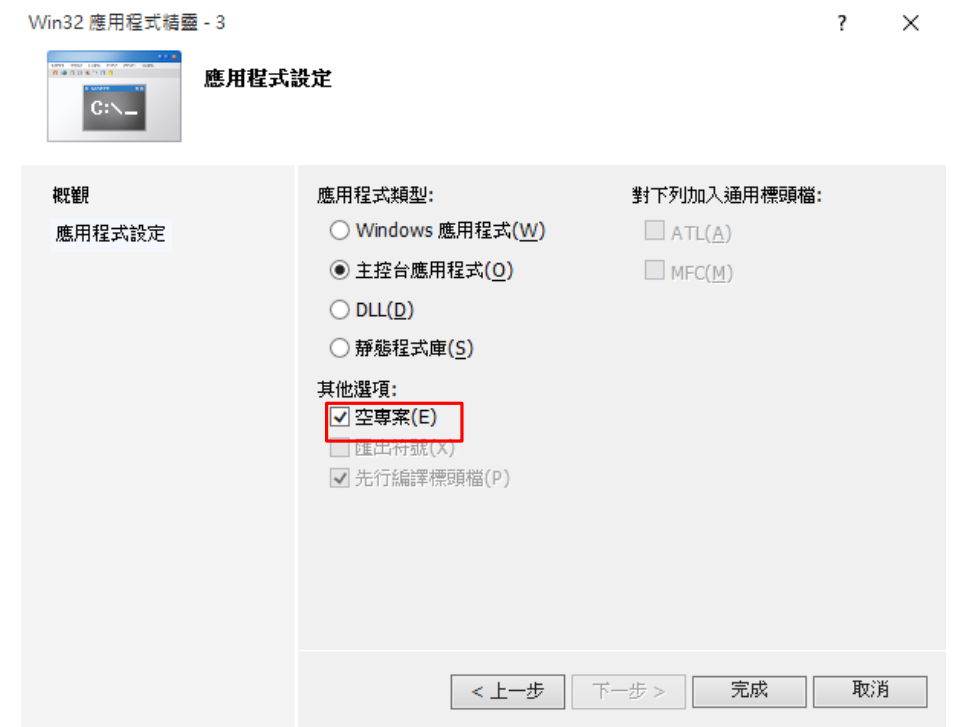 Win32 應用程式精靈 - 3
?
C:\_
應用程式設定
概觀
應用程式設定
應用程式類型:
Windows 應用程式(W)
主控台應用程式(O)
DLL(D)
靜態程式庫(S)
其他選項:
空專案(E)
匯出符號(X)
先行編譯標頭檔(P)
對下列加入通用標頭檔:
ATL(A)
MFC(M)
< 上一步
下一步 >
完成
取消